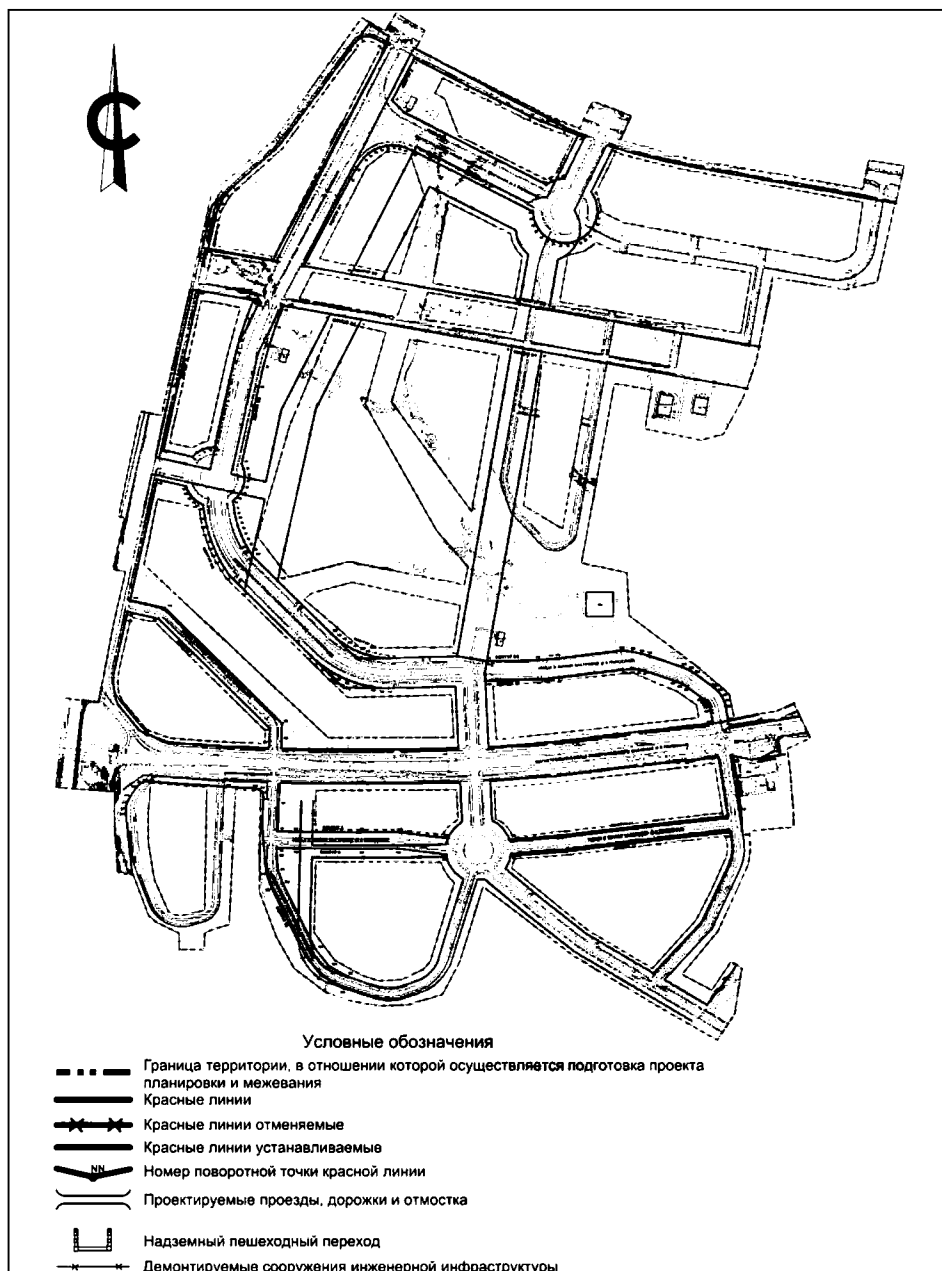 С
Условные обозначения
Граница территории, в отношении которой осуществляется подготовка проекта
планировки и межевания
Красные линии
Красные линии отменяемые
Красные линии устанавливаемые
NN
Номер поворотной точки красной линии
Проектируемые проезды, дорожки и отмостка
Надземный пешеходный переход
Демонтируемые сооружения инженерной инфраструктуры